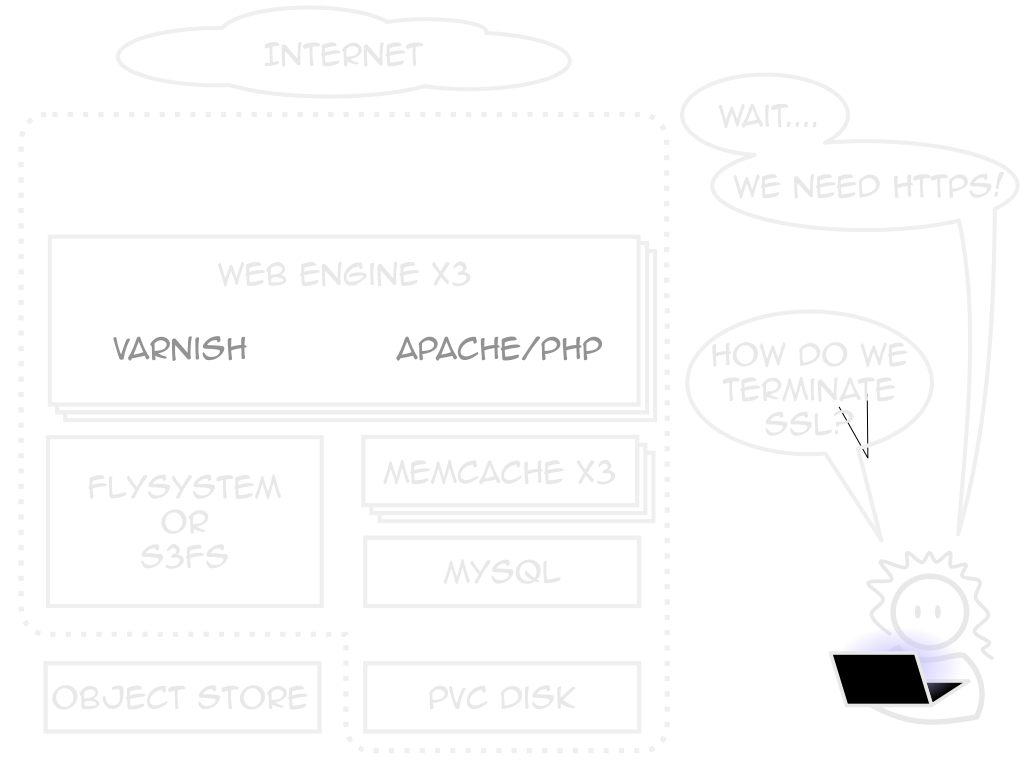 INTERNET
WAIT....
WE NEED HTTPS!
WEB ENGINE X3
VARNISH
APACHE/PHP
HOW DO WE
TERMINATE
SSL?
FLYSYSTEM
OR
S3FS
MEMCACHE X3
MYSQL
OBJECT STORE
PVC DISK